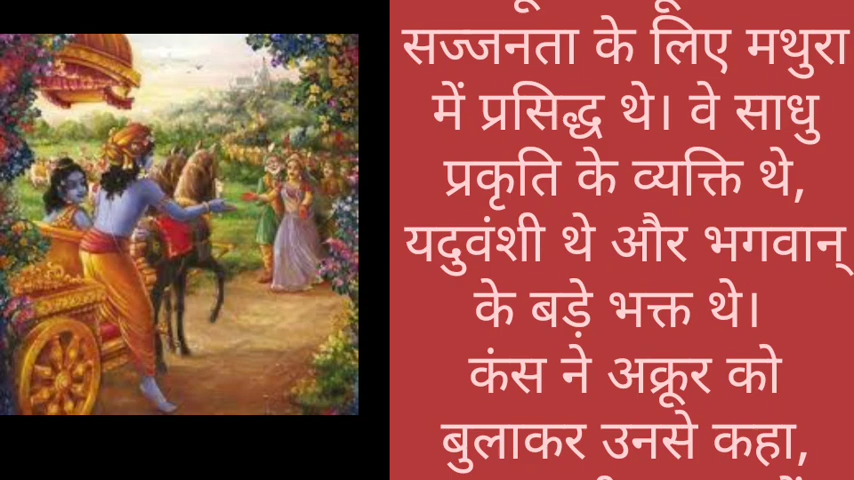 सज्जनता के लिए मथुरा
में प्रसिद्ध थे। वे साधु
प्रकृति के व्यक्ति थे,
यदुवंशी थे और भगवान्
के बड़े भक्त थे।
कंस ने अक्रूर को
बुलाकर उनसे कहा,